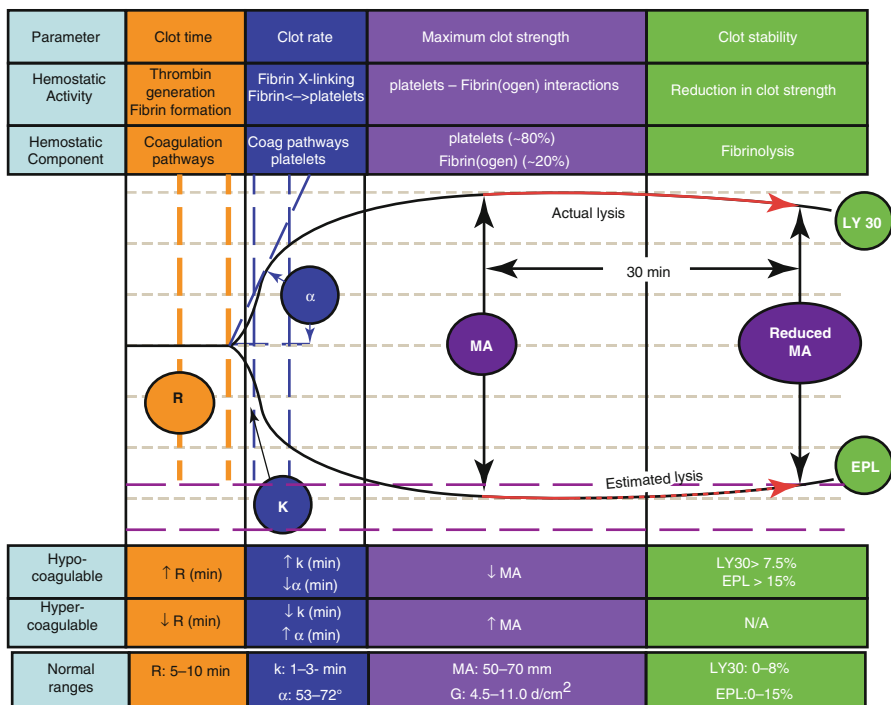 Parameter
Clot time
Clot rate
Maximum clot strength
Clot stability
Hemostatic
Activity
Thrombin
generation
Fibrin formation
Fibrin X-linking
Fibrin<–>platelets
platelets – Fibrin(ogen) interactions
Reduction in clot strength
Hemostatic
Component
Coagulation
pathways
Coag pathways
platelets
platelets (~80%)
Fibrin(ogen) (~20%)
Fibrinolysis
Actual lysis
LY 30
30 min
α
MA
Reduced
MA
R
K
Estimated lysis
EPL
Hypo-
coagulable
↑ R (min)
↑ k (min)
↓α (min)
↓ MA
LY30> 7.5%
EPL > 15%
Hyper-
coagulable
↓ R (min)
↓ k (min)
↑ α (min)
↑ MA
N/A
Normal
ranges
R: 5–10 min
k: 1–3- min
α: 53–72°
MA: 50–70 mm
G: 4.5–11.0 d/cm²
LY30: 0–8%
EPL:0–15%